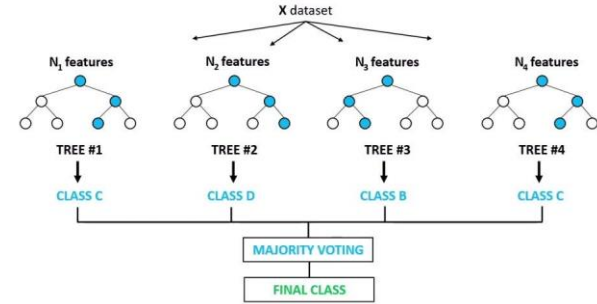 X dataset
N₁ features N₂ features N₃ features N₄ features
TREE #1 TREE #2 TREE #3 TREE #4
CLASS C CLASS D CLASS B CLASS C
MAJORITY VOTING
FINAL CLASS